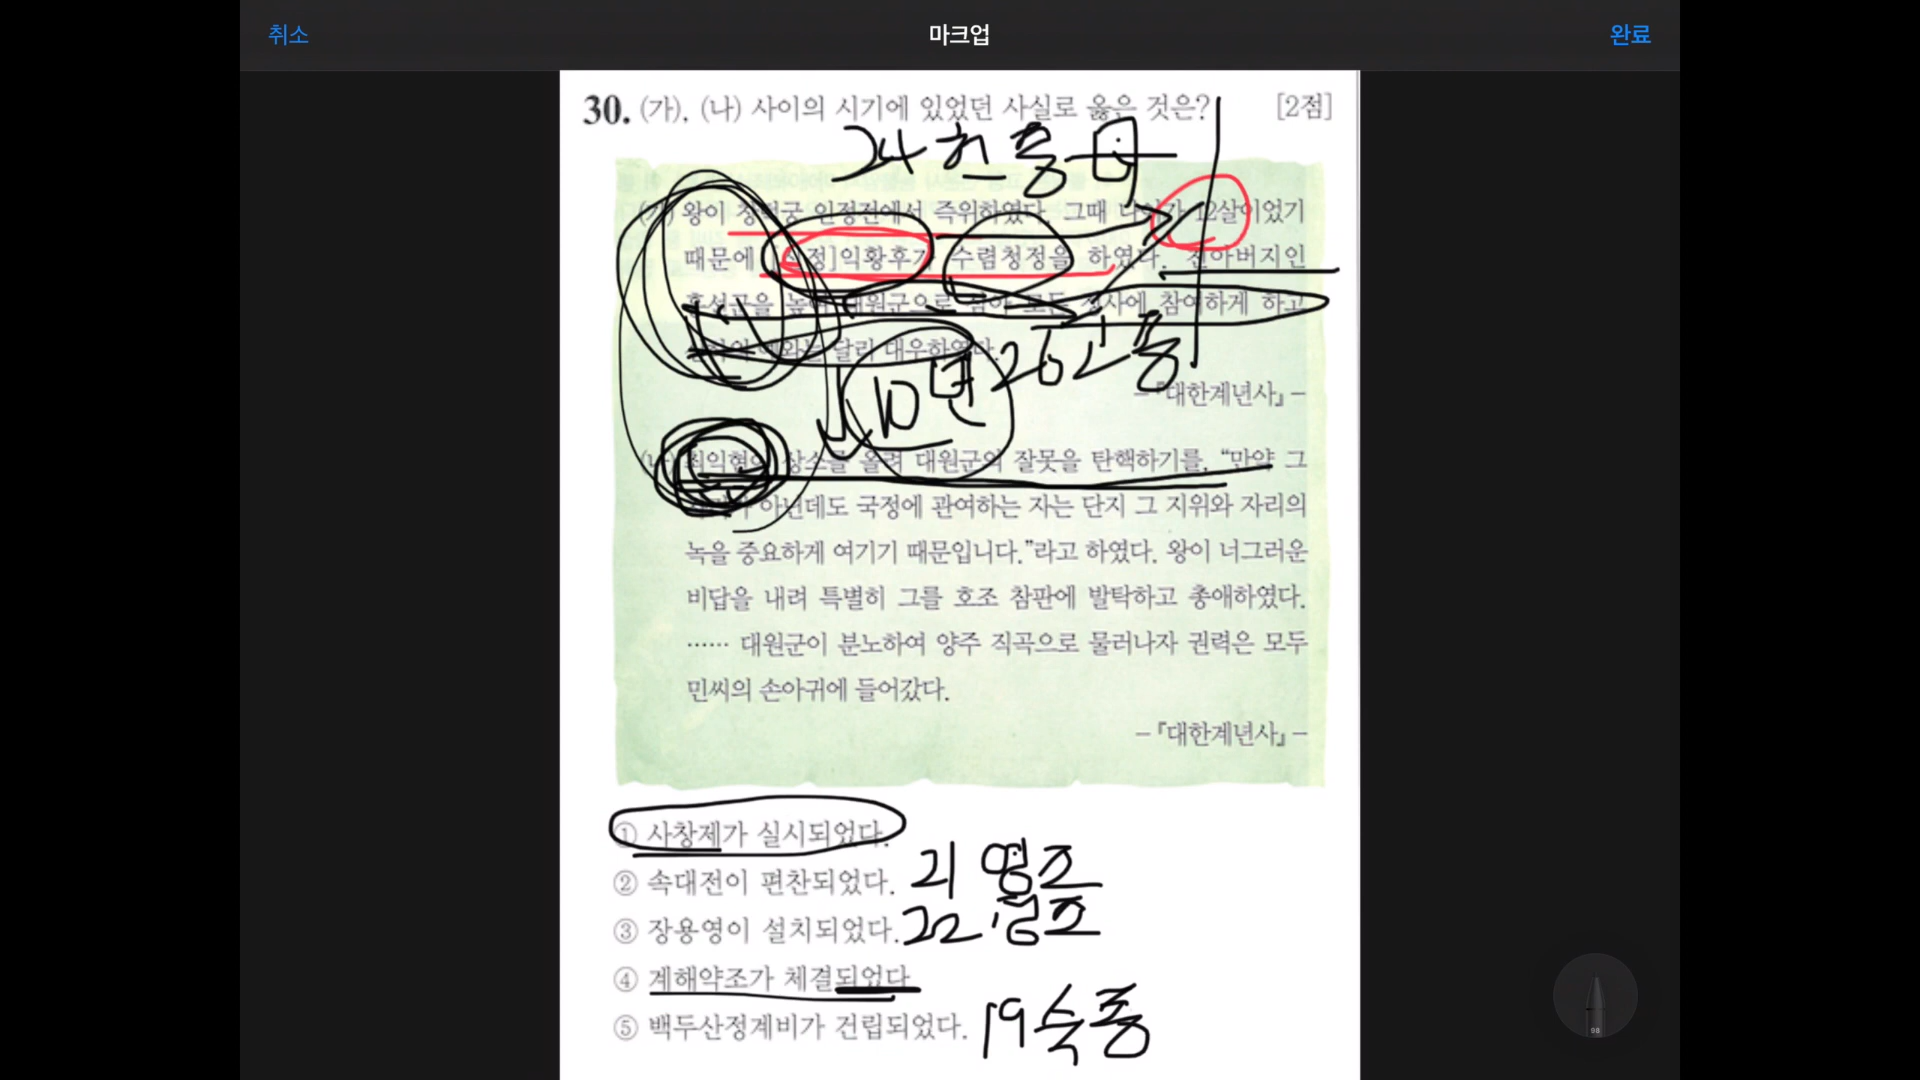 취소 마크업 완료
30. (가), (나) 사이의 시기에 있었던 사실로 옳은 것은? [2점]
24 헌종 母
(가) 왕이 창덕궁 인정전에서 즉위하였다. 그때 나이가 12살이었기
때문에 정]익황후가 수렴청정을 하였다. 친아버지인
흥선군을 높여 대원군으로 삼아 모든 정사에 참여하게 하고
예와는 달리 대우하였다.
10년 26 고종
-『대한계년사』-
(나) 최익현이 상소를 올려 대원군의 잘못을 탄핵하기를, “만약 그
아닌데도 국정에 관여하는 자는 단지 그 지위와 자리의
녹을 중요하게 여기기 때문입니다.”라고 하였다. 왕이 너그러운
비답을 내려 특별히 그를 호조 참판에 발탁하고 총애하였다.
…… 대원군이 분노하여 양주 직곡으로 물러나자 권력은 모두
민씨의 손아귀에 들어갔다.
-『대한계년사』-
① 사창제가 실시되었다.
② 속대전이 편찬되었다. 21 영조
③ 장용영이 설치되었다. 22 정조
④ 계해약조가 체결되었다
⑤ 백두산정계비가 건립되었다. 19 숙종
98